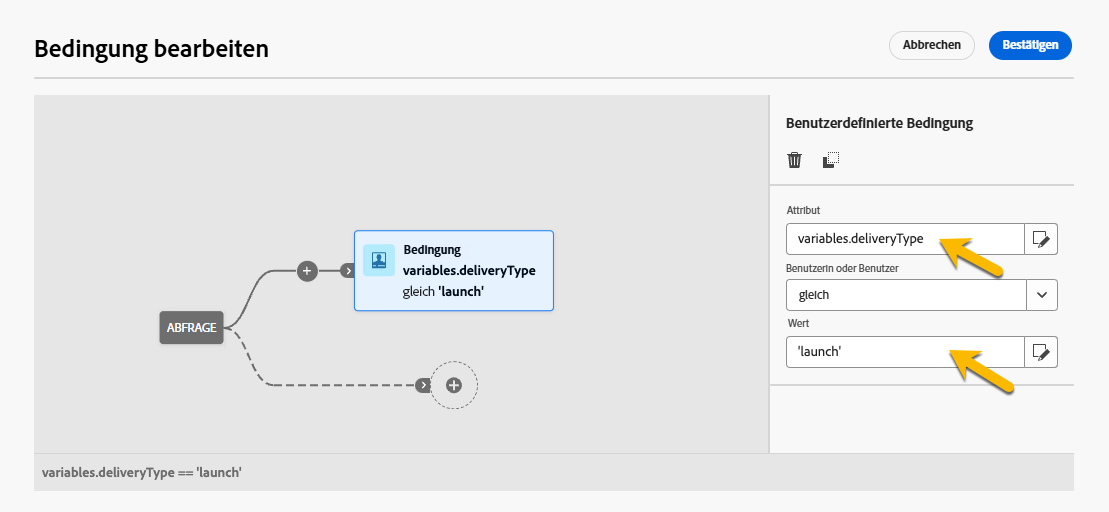 Bedingung bearbeiten
Abbrechen
Bestätigen
Benutzerdefinierte Bedingung
Attribut
variables.deliveryType
Benutzerin oder Benutzer
gleich
Wert
'launch'
Bedingung
variables.deliveryType
gleich 'launch'
ABFRAGE
variables.deliveryType == 'launch'